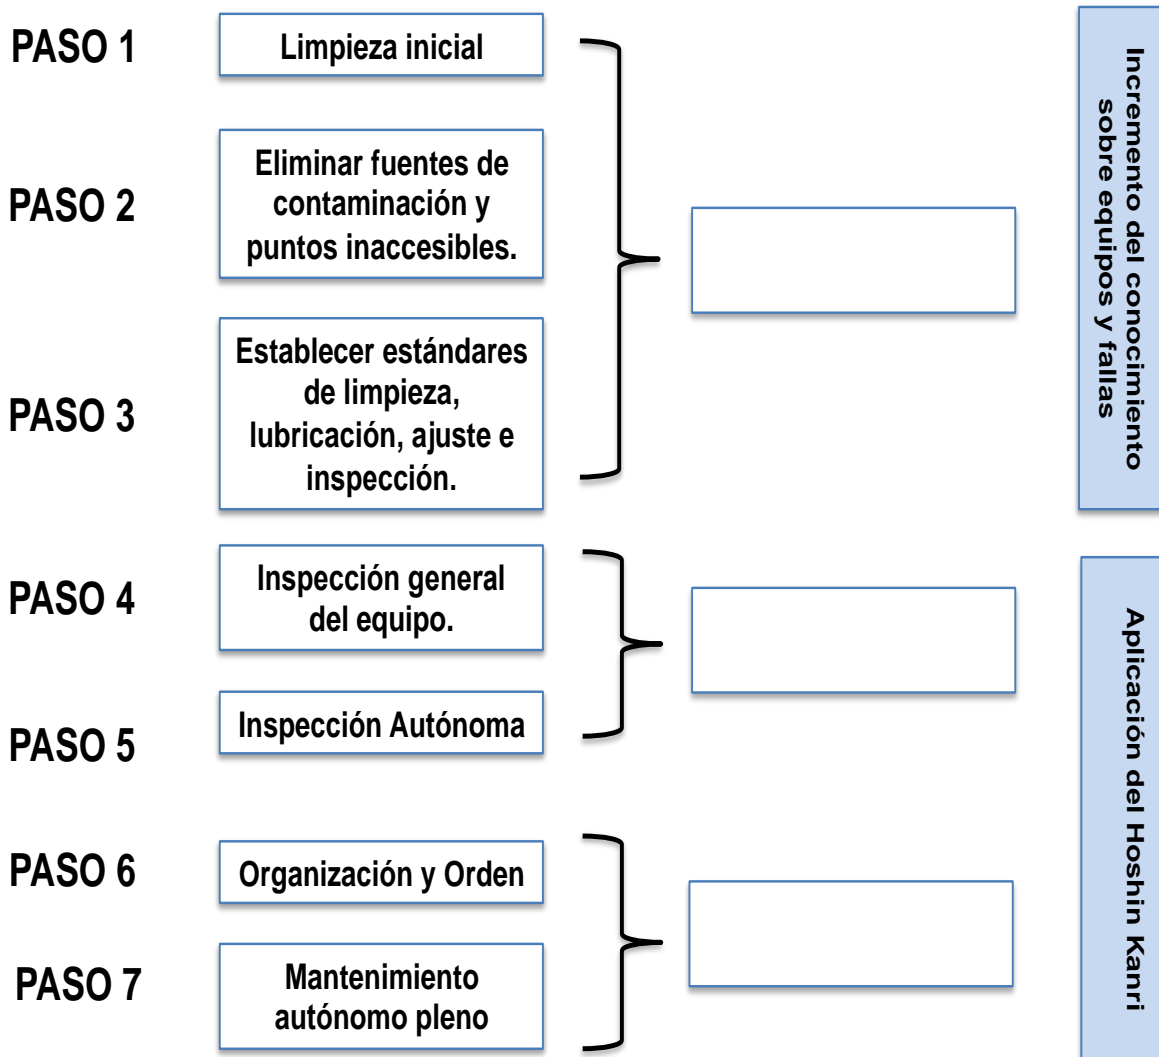 PASO 1
Limpieza inicial
PASO 2
Eliminar fuentes de
contaminación y
puntos inaccesibles.
PASO 3
Establecer estándares
de limpieza,
lubricación, ajuste e
inspección.
Incremento del conocimiento
sobre equipos y fallas
PASO 4
Inspección general
del equipo.
PASO 5
Inspección Autónoma
PASO 6
Organización y Orden
PASO 7
Mantenimiento
autónomo pleno
Aplicación del Hoshin Kanri